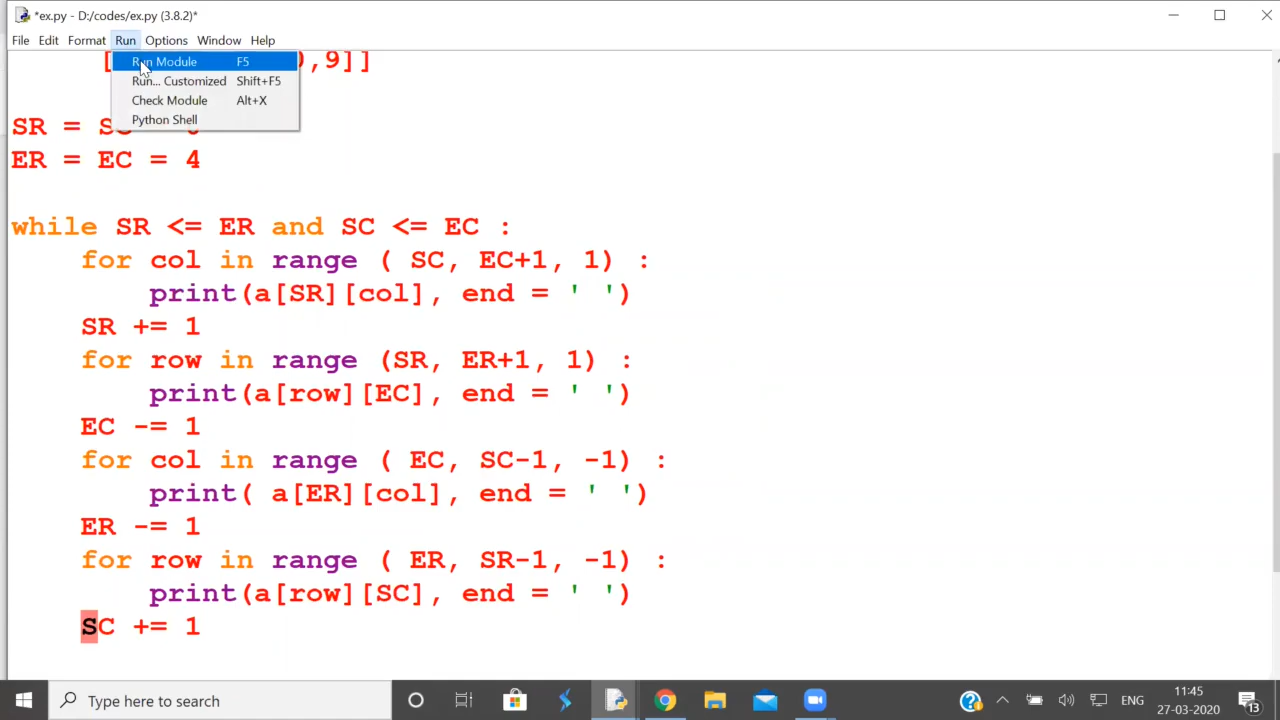 *ex.py - D:/codes/ex.py (3.8.2)*
File Edit Format Run Options Window Help
[ ,9]]
Run Module F5
Run... Customized Shift+F5
Check Module Alt+X
Python Shell
SR =
ER = EC = 4
while SR <= ER and SC <= EC :
for col in range ( SC, EC+1, 1) :
print(a[SR][col], end = ' ')
SR += 1
for row in range (SR, ER+1, 1) :
print(a[row][EC], end = ' ')
EC -= 1
for col in range ( EC, SC-1, -1) :
print( a[ER][col], end = ' ')
ER -= 1
for row in range ( ER, SR-1, -1) :
print(a[row][SC], end = ' ')
SC += 1
Type here to search
ENG
11:45
27-03-2020
13